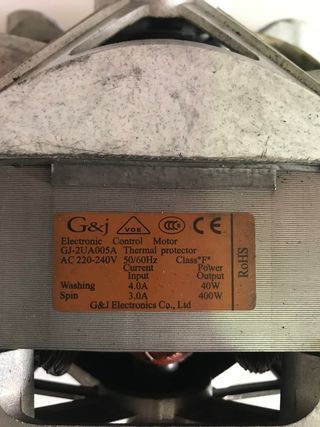 G&j VDE CCC CE
Electronic Control Motor
GJ-2UA005A Thermal protector
AC 220-240V 50/60Hz Class"F"
Current Power
Input Output
Washing 4.0A 40W
Spin 3.0A 400W
G&J Electronics Co., Ltd
RoHS